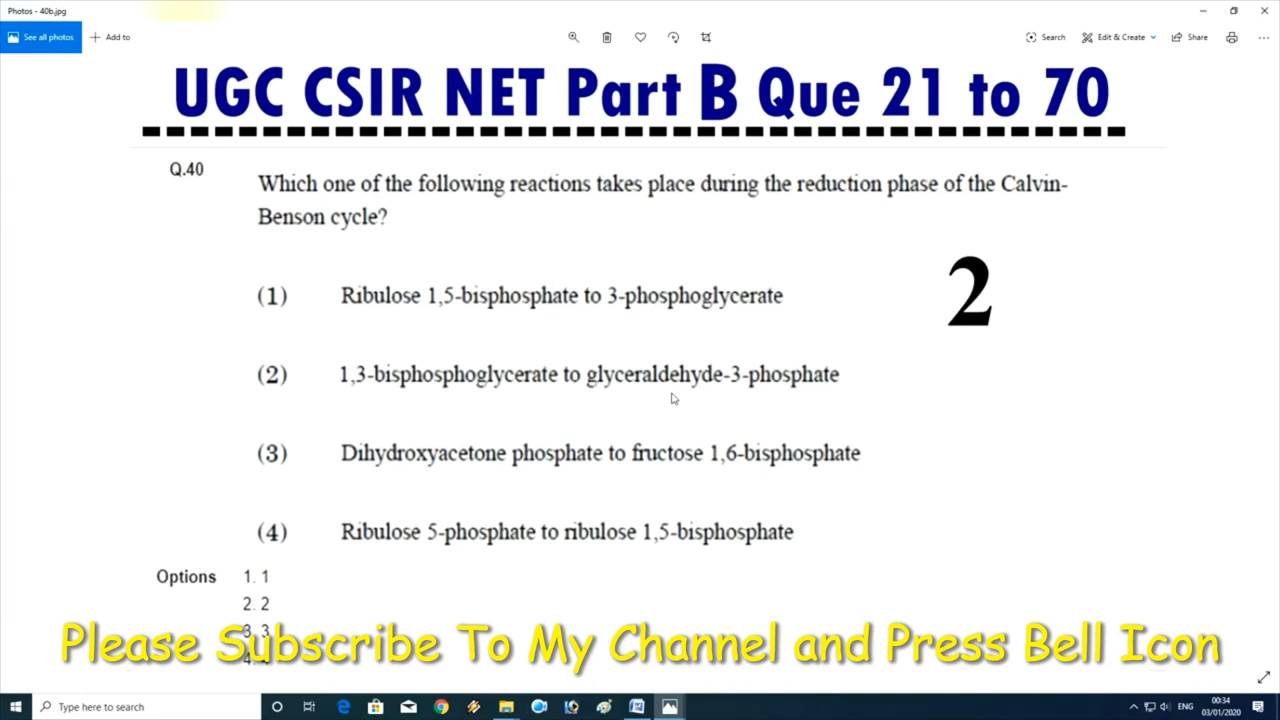 Photos - 40b.jpg
See all photos
Add to
Search
Edit & Create
Share
UGC CSIR NET Part B Que 21 to 70
Q.40
Which one of the following reactions takes place during the reduction phase of the Calvin-
Benson cycle?
(1) Ribulose 1,5-bisphosphate to 3-phosphoglycerate
2
(2) 1,3-bisphosphoglycerate to glyceraldehyde-3-phosphate
(3) Dihydroxyacetone phosphate to fructose 1,6-bisphosphate
(4) Ribulose 5-phosphate to ribulose 1,5-bisphosphate
Options 1. 1
2. 2
3. 3
Please Subscribe To My Channel and Press Bell Icon
Type here to search
ENG
00:34
03/01/2020